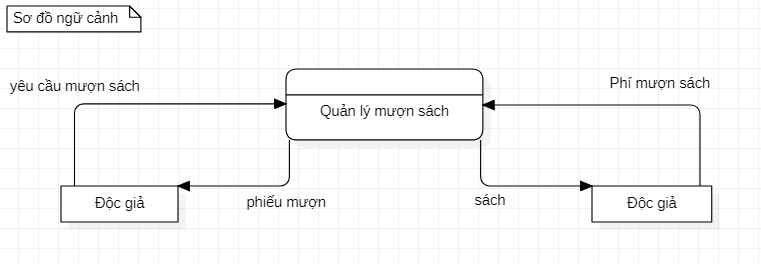 Sơ đồ ngữ cảnh
yêu cầu mượn sách
Phí mượn sách
Quản lý mượn sách
Độc giả
phiếu mượn
sách
Độc giả